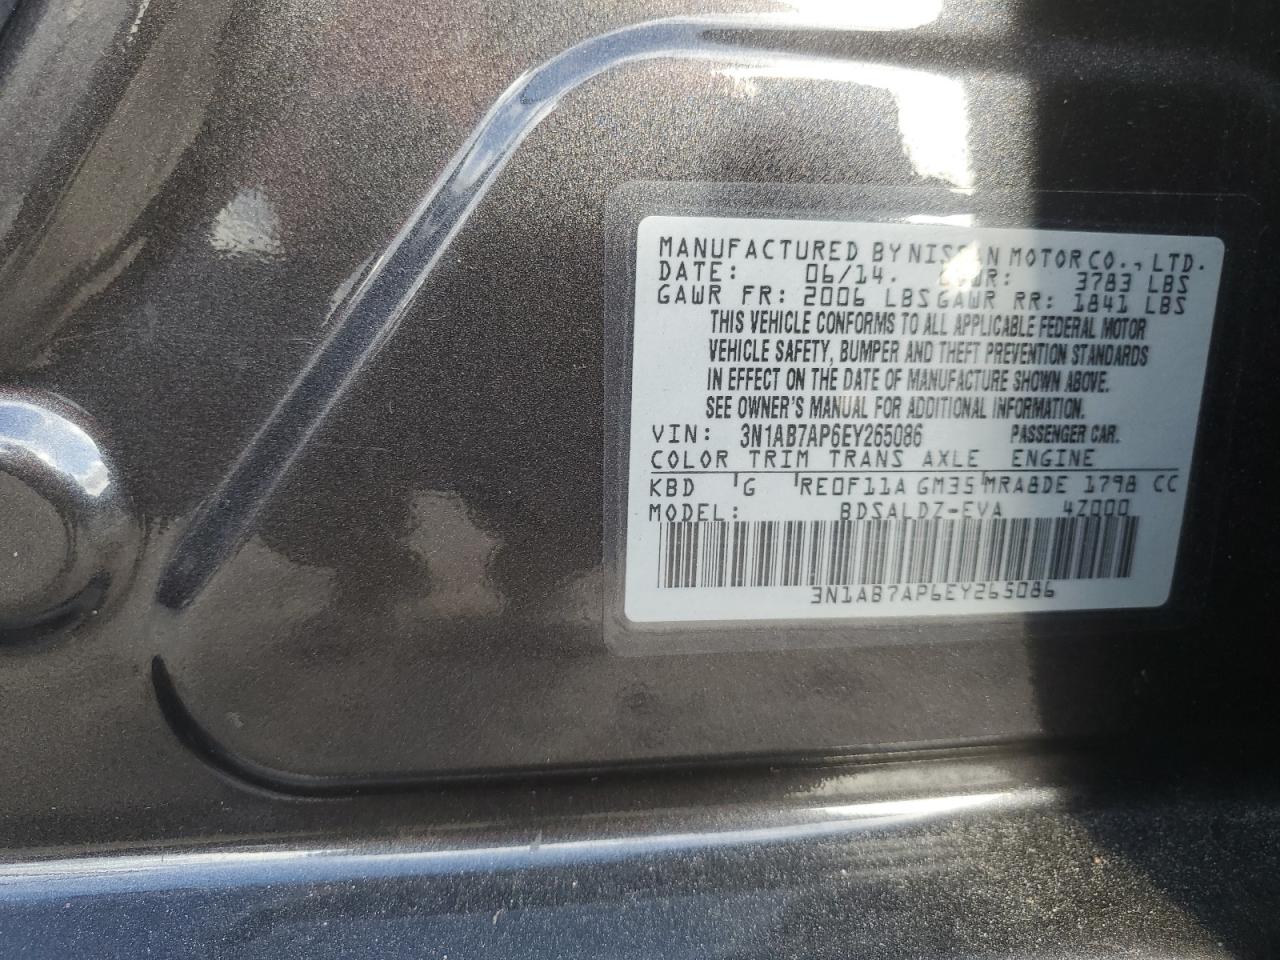 MANUFACTURED BY NISSAN MOTOR CO., LTD.
DATE: 06/14. GVWR: 3783 LBS
GAWR FR: 2006 LBS GAWR RR: 1841 LBS
THIS VEHICLE CONFORMS TO ALL APPLICABLE FEDERAL MOTOR
VEHICLE SAFETY, BUMPER AND THEFT PREVENTION STANDARDS
IN EFFECT ON THE DATE OF MANUFACTURE SHOWN ABOVE.
SEE OWNER'S MANUAL FOR ADDITIONAL INFORMATION.
VIN: 3N1AB7AP6EY265086 PASSENGER CAR.
COLOR TRIM TRANS AXLE ENGINE
KBD G RE0F11A GM35 MRA8DE 1798 CC
MODEL: BDSALDZ-EVA 4Z000
3N1AB7AP6EY265086